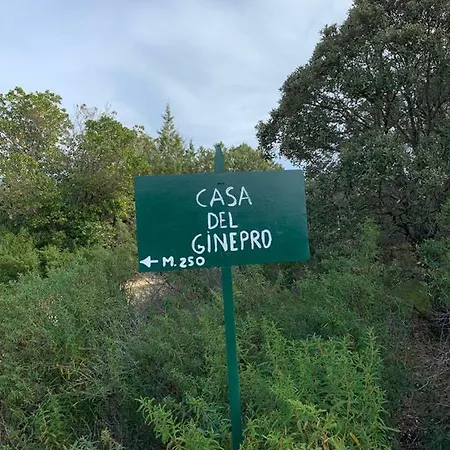 CASA
DEL
GINEPRO
← M. 250